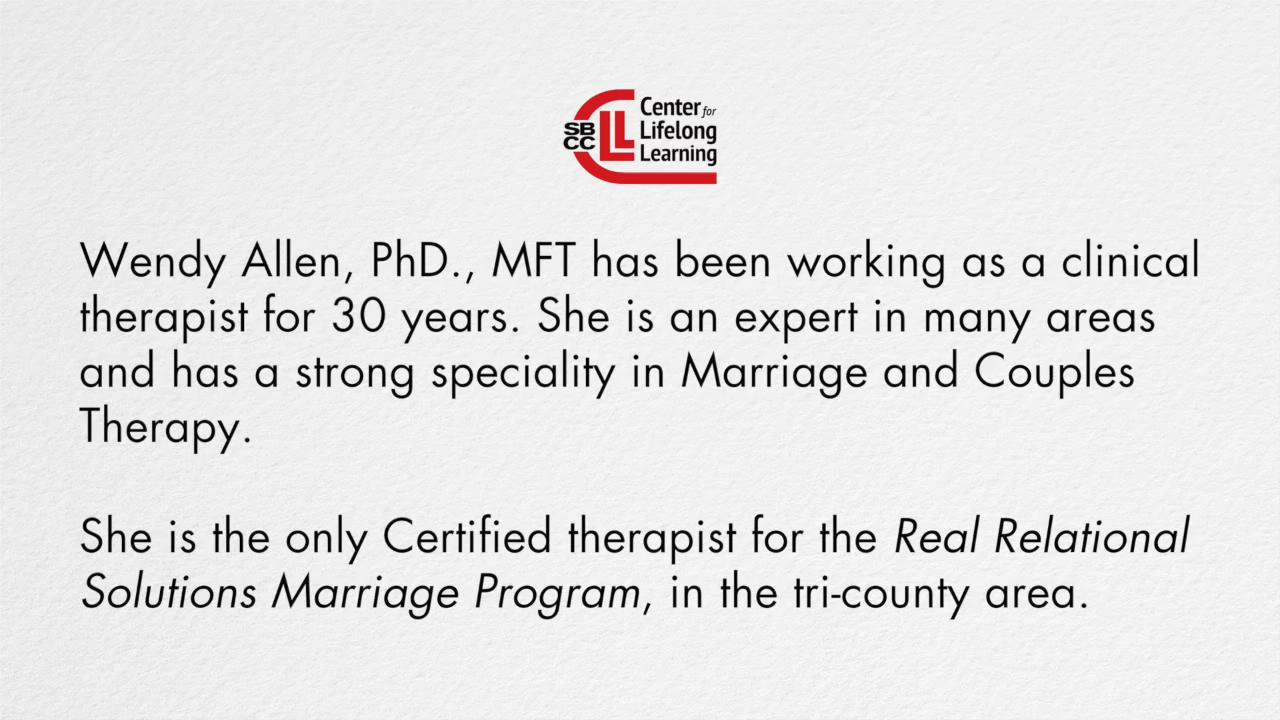 SB
CC
CLL
Center for
Lifelong
Learning
Wendy Allen, PhD., MFT has been working as a clinical
therapist for 30 years. She is an expert in many areas
and has a strong speciality in Marriage and Couples
Therapy.
She is the only Certified therapist for the Real Relational
Solutions Marriage Program, in the tri-county area.